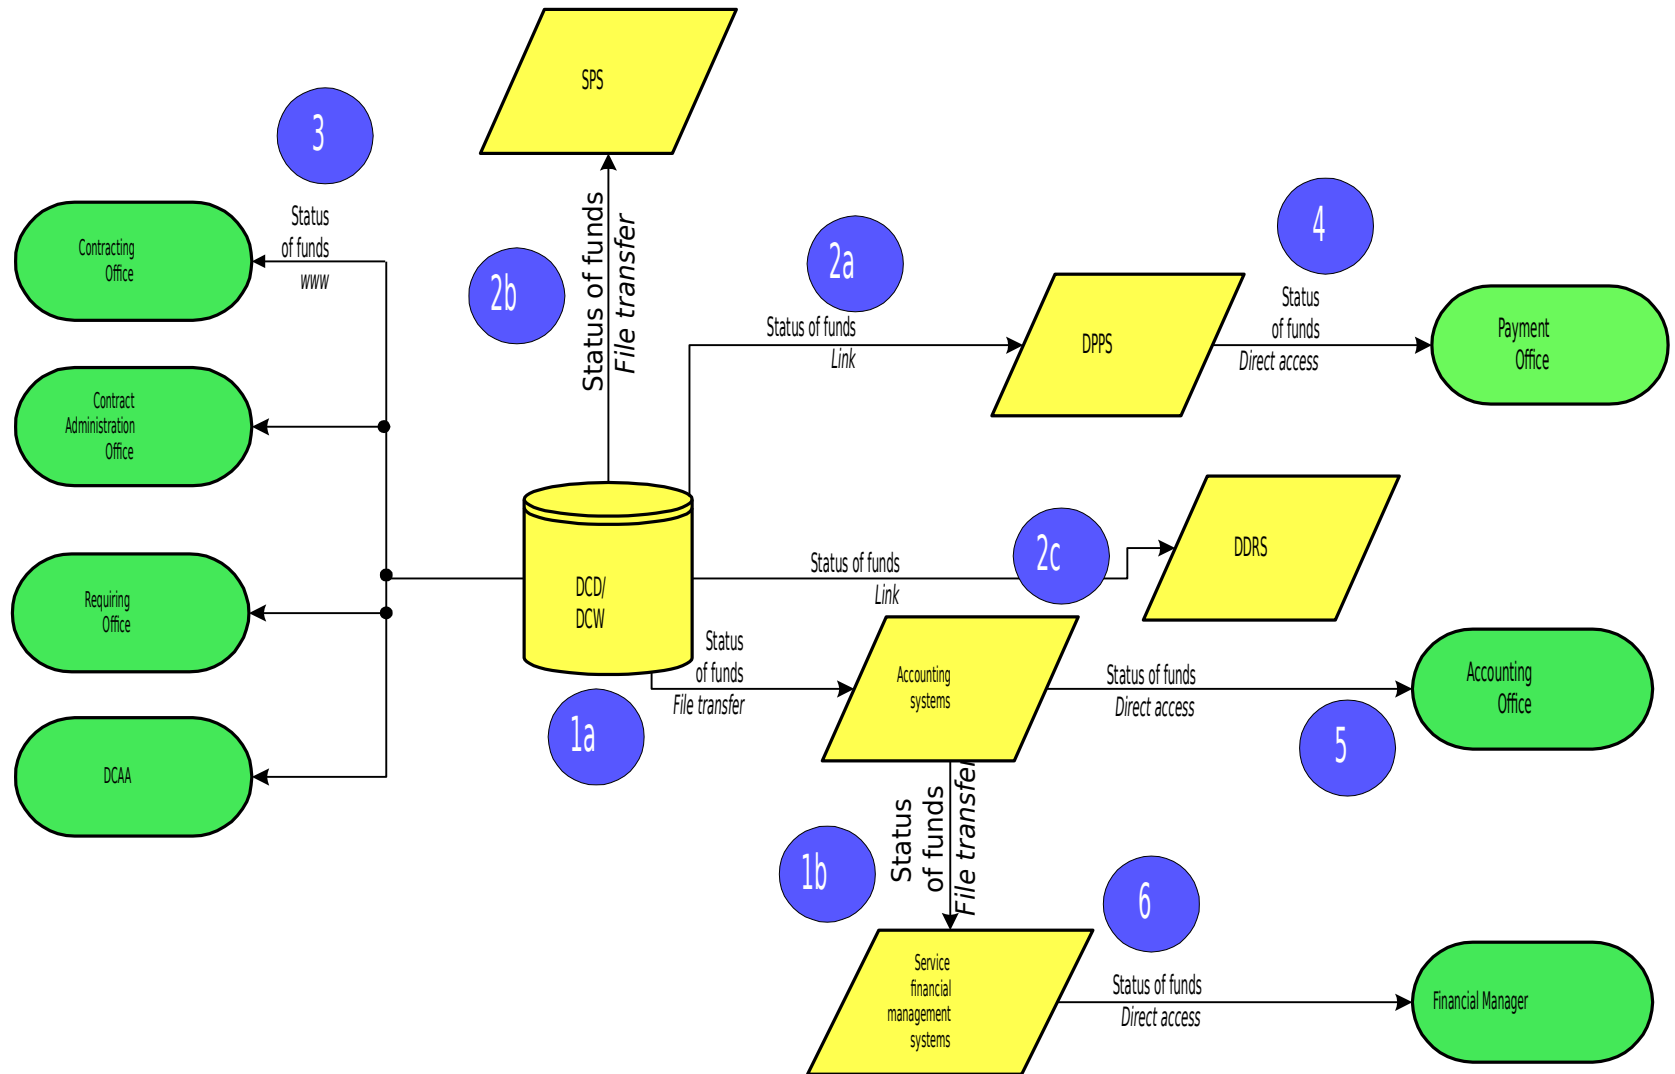 SPS
3
Status
of funds
www
Contracting
Office
2b
Status of funds
File transfer
2a
Status of funds
Link
4
Status
of funds
Direct access
DPPS
Payment
Office
Contract
Administration
Office
DCD/
DCW
Status of funds
Link
2c
DDRS
Requiring
Office
Status
of funds
File transfer
1a
Accounting
systems
Status of funds
Direct access
Accounting
Office
5
DCAA
1b
Status
of funds
File transfer
6
Service
financial
management
systems
Status of funds
Direct access
Financial Manager